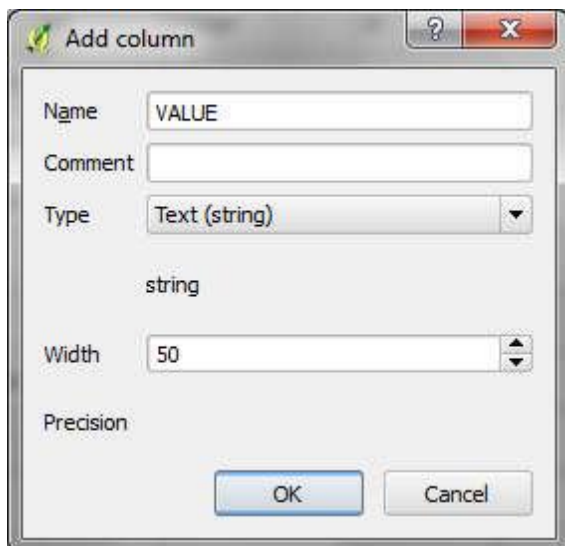 Add column
?
Name VALUE
Comment
Type Text (string)
string
Width 50
Precision
OK Cancel